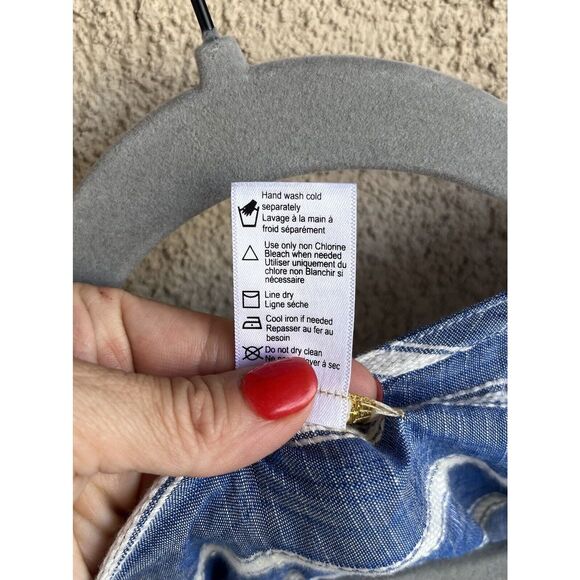 Hand wash cold
separately
Lavage à la main à
froid séparément
Use only non Chlorine
Bleach when needed
Utiliser uniquement du
chlore non Blanchir si
nécessaire
Line dry
Ligne sèche
Cool iron if needed
Repasser au fer au
besoin
Do not dry clean
Ne à sec